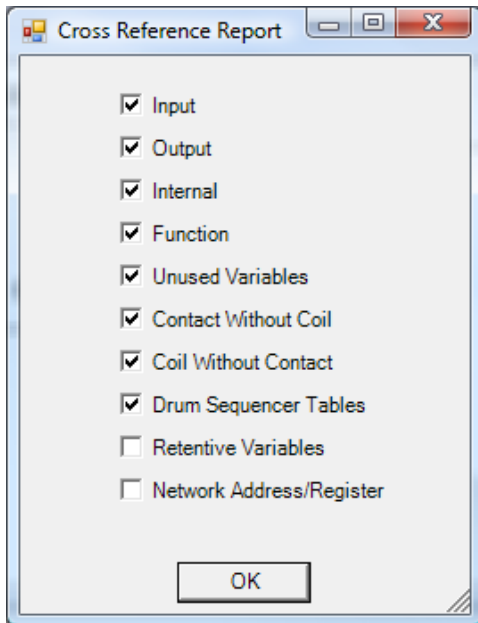 Cross Reference Report
Input
Output
Internal
Function
Unused Variables
Contact Without Coil
Coil Without Contact
Drum Sequencer Tables
Retentive Variables
Network Address/Register
OK